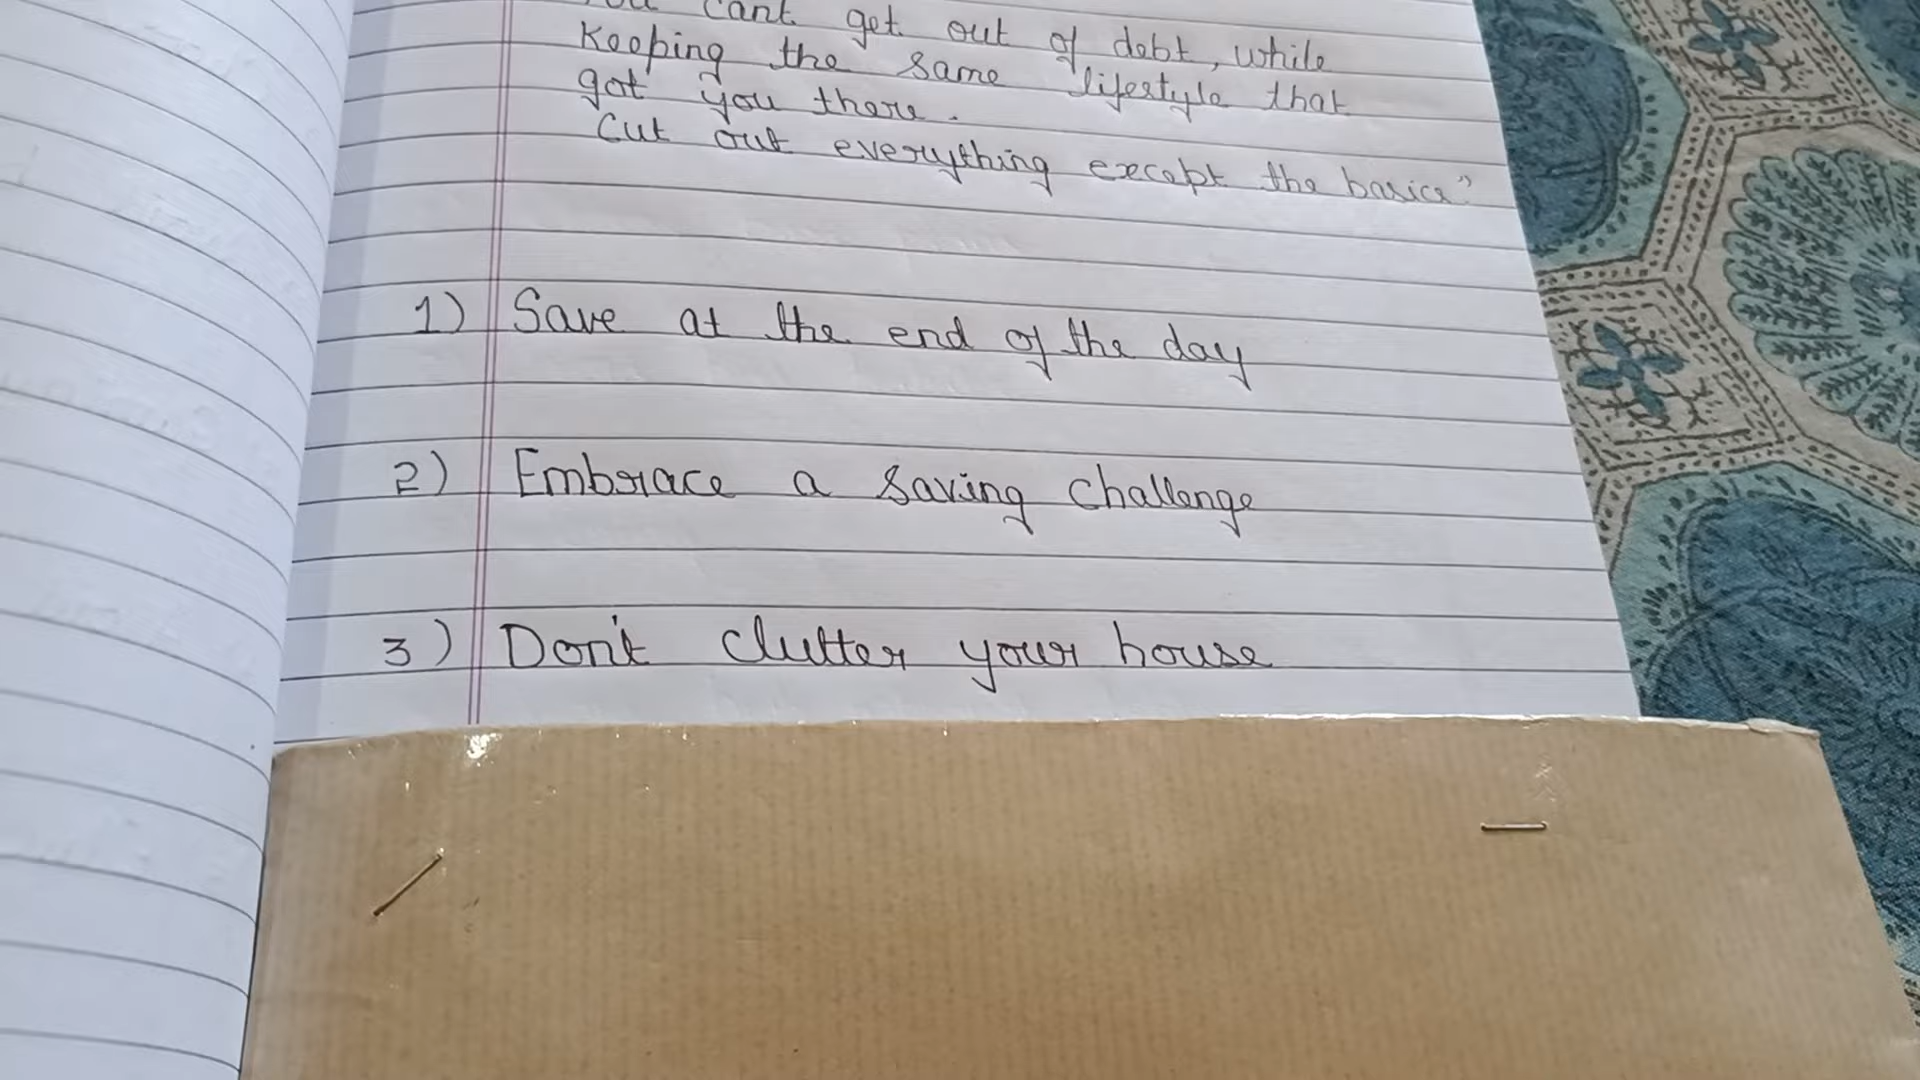 cant get out of debt, while
Keeping the same lifestyle that
got you there.
Cut out everything except the basics"
1) Save at the end of the day
2) Embrace a saving challenge
3) Don't clutter your house